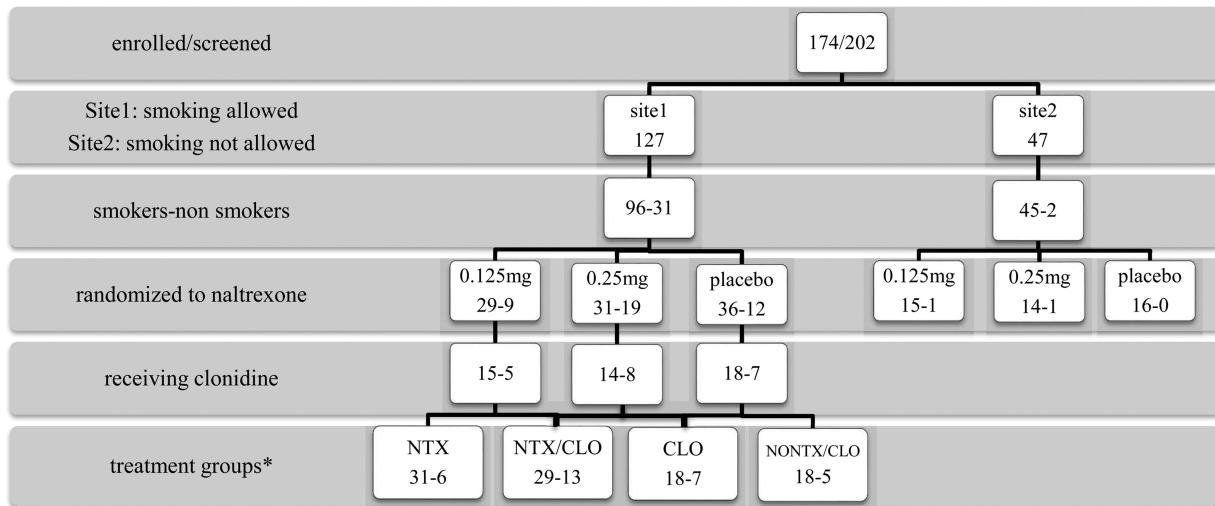 enrolled/screened
174/202
Site1: smoking allowed
Site2: smoking not allowed
site1
127
site2
47
smokers-non smokers
96-31
45-2
randomized to naltrexone
0.125mg
29-9
0.25mg
31-19
placebo
36-12
0.125mg
15-1
0.25mg
14-1
placebo
16-0
receiving clonidine
15-5
14-8
18-7
treatment groups*
NTX
31-6
NTX/CLO
29-13
CLO
18-7
NONTX/CLO
18-5